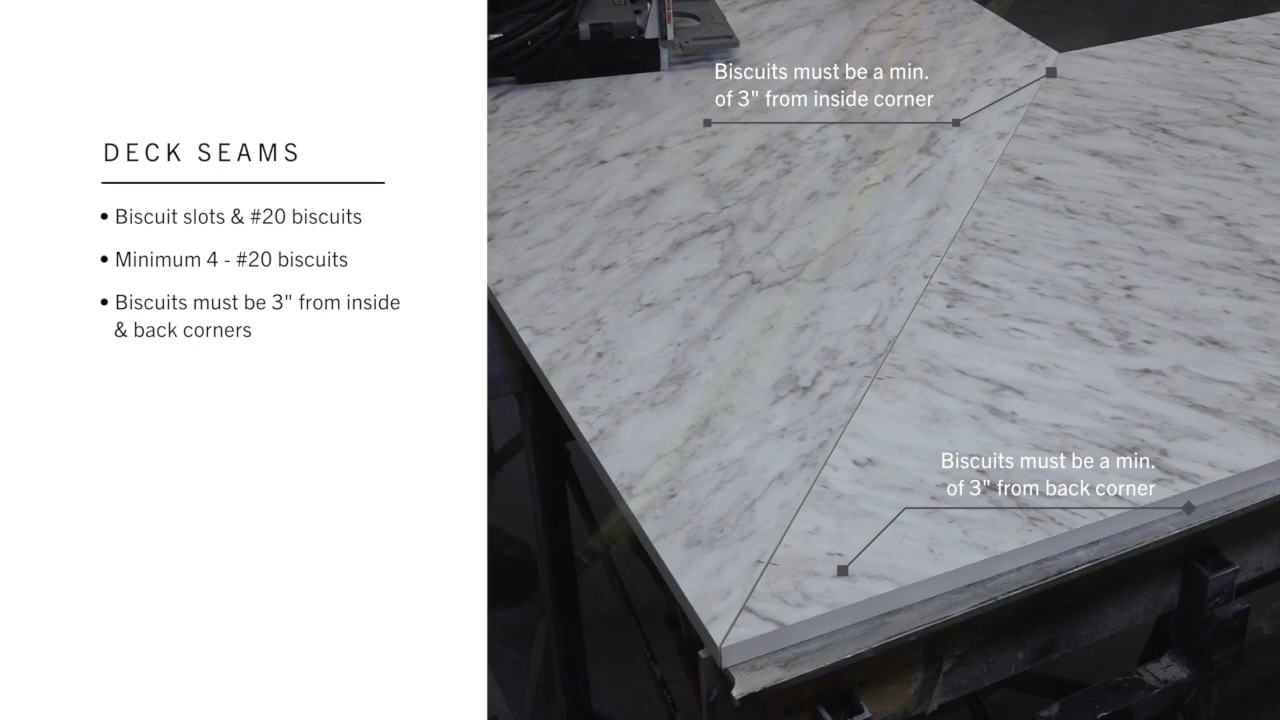 DECK SEAMS
• Biscuit slots & #20 biscuits
• Minimum 4 - #20 biscuits
• Biscuits must be 3" from inside
& back corners
Biscuits must be a min.
of 3" from inside corner
Biscuits must be a min.
of 3" from back corner